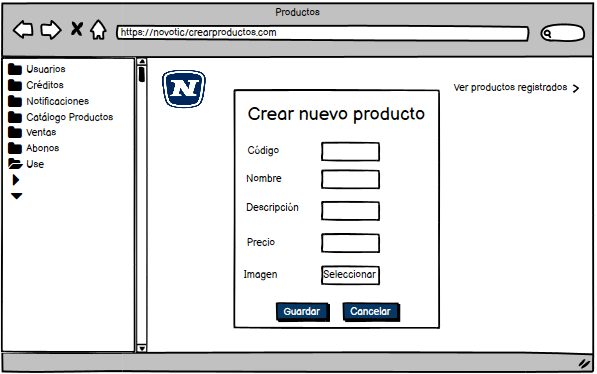 Productos
https://novotic/crearproductos.com
Usuarios
Créditos
Notificaciones
Catálogo Productos
Ventas
Abonos
Use
N
Ver productos registrados
Crear nuevo producto
Código
Nombre
Descripción
Precio
Imagen Seleccionar
Guardar Cancelar